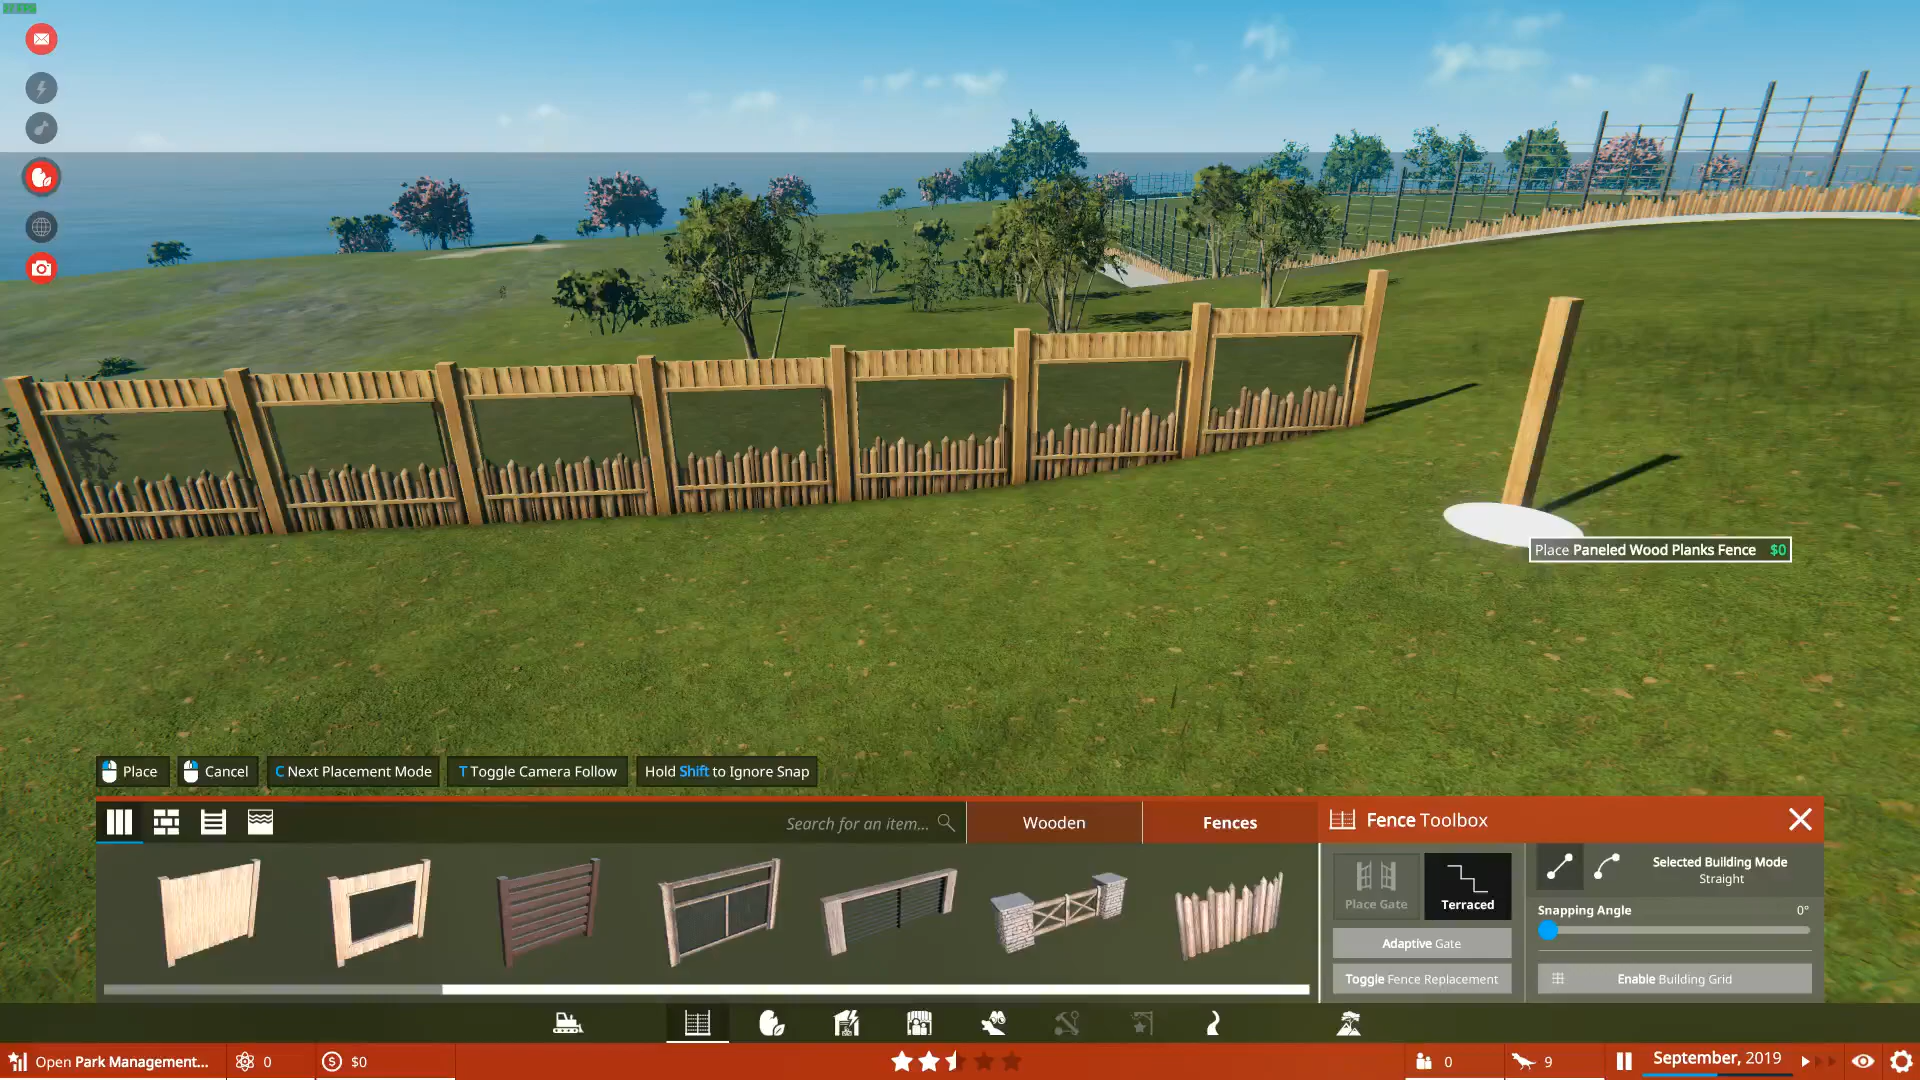 Place Paneled Wood Planks Fence $0
Place
Cancel
C Next Placement Mode
T Toggle Camera Follow
Hold Shift to Ignore Snap
Search for an item...
Wooden
Fences
Fence Toolbox
Place Gate
Terraced
Adaptive Gate
Toggle Fence Replacement
Selected Building Mode
Straight
Snapping Angle 0°
Enable Building Grid
Open Park Management...
0
$0
0
9
September, 2019